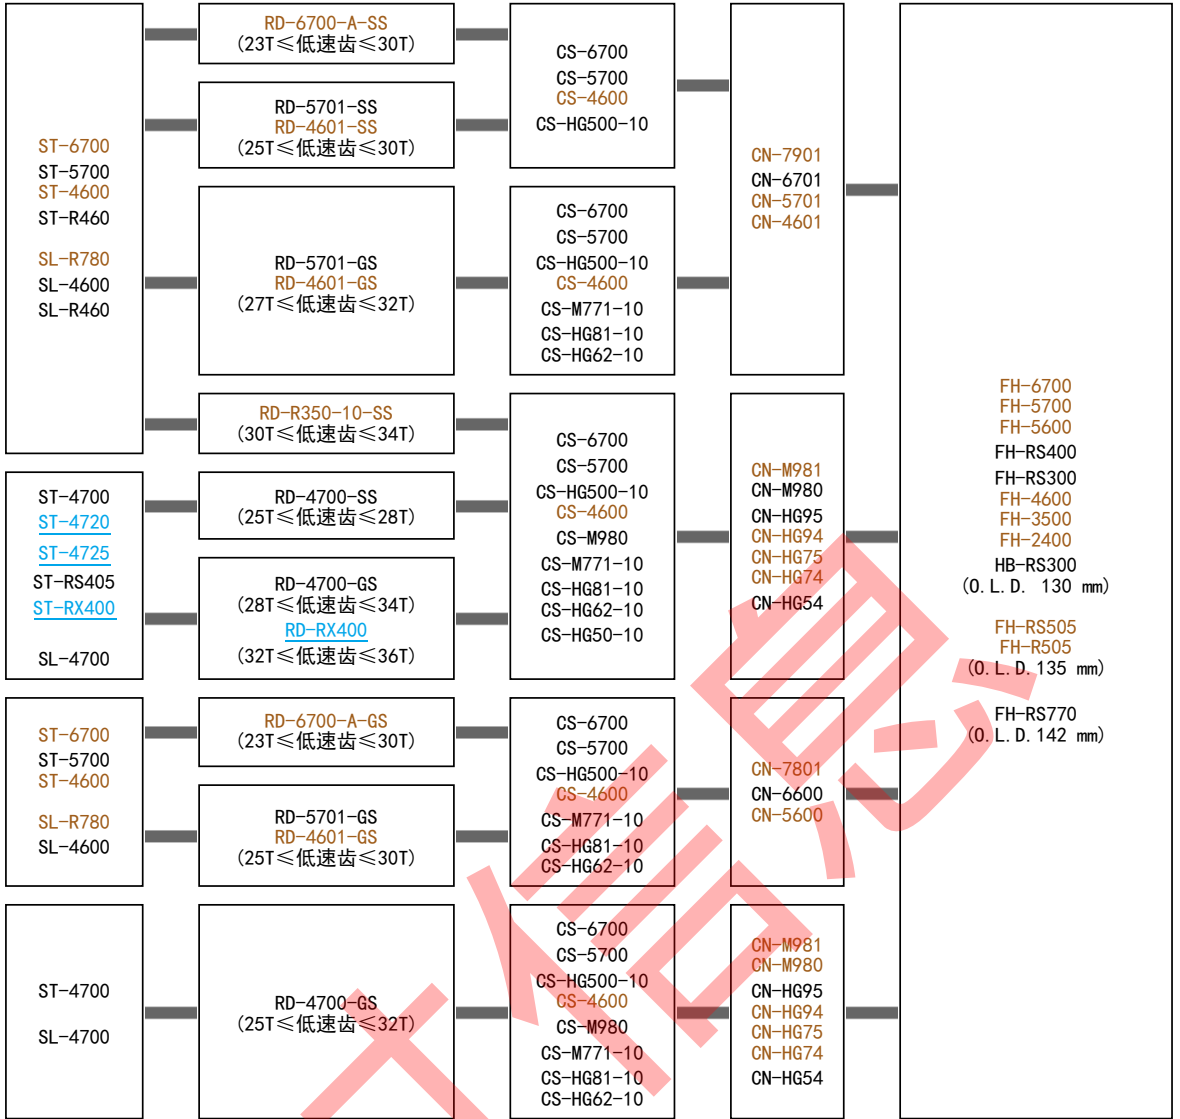 ST-6700
ST-5700
ST-4600
ST-R460
SL-R780
SL-4600
SL-R460
RD-6700-A-SS
(23T≤低速齿≤30T)
RD-5701-SS
RD-4601-SS
(25T≤低速齿≤30T)
RD-5701-GS
RD-4601-GS
(27T≤低速齿≤32T)
RD-R350-10-SS
(30T≤低速齿≤34T)
CS-6700
CS-5700
CS-4600
CS-HG500-10
CS-6700
CS-5700
CS-HG500-10
CS-4600
CS-M771-10
CS-HG81-10
CS-HG62-10
CN-7901
CN-6701
CN-5701
CN-4601
ST-4700
ST-4720
ST-4725
ST-RS405
ST-RX400
SL-4700
RD-4700-SS
(25T≤低速齿≤28T)
RD-4700-GS
(28T≤低速齿≤34T)
RD-RX400
(32T≤低速齿≤36T)
CS-6700
CS-5700
CS-HG500-10
CS-4600
CS-M980
CS-M771-10
CS-HG81-10
CS-HG62-10
CS-HG50-10
CN-M981
CN-M980
CN-HG95
CN-HG94
CN-HG75
CN-HG74
CN-HG54
ST-6700
ST-5700
ST-4600
SL-R780
SL-4600
RD-6700-A-GS
(23T≤低速齿≤30T)
RD-5701-GS
RD-4601-GS
(25T≤低速齿≤30T)
CS-6700
CS-5700
CS-HG500-10
CS-4600
CS-M771-10
CS-HG81-10
CS-HG62-10
CN-7801
CN-6600
CN-5600
ST-4700
SL-4700
RD-4700-GS
(25T≤低速齿≤32T)
CS-6700
CS-5700
CS-HG500-10
CS-4600
CS-M980
CS-M771-10
CS-HG81-10
CS-HG62-10
CN-M981
CN-M980
CN-HG95
CN-HG94
CN-HG75
CN-HG74
CN-HG54
FH-6700
FH-5700
FH-5600
FH-RS400
FH-RS300
FH-4600
FH-3500
FH-2400
HB-RS300
(O.L.D. 130 mm)
FH-RS505
FH-R505
(O.L.D.135 mm)
FH-RS770
(O.L.D.142 mm)
信息